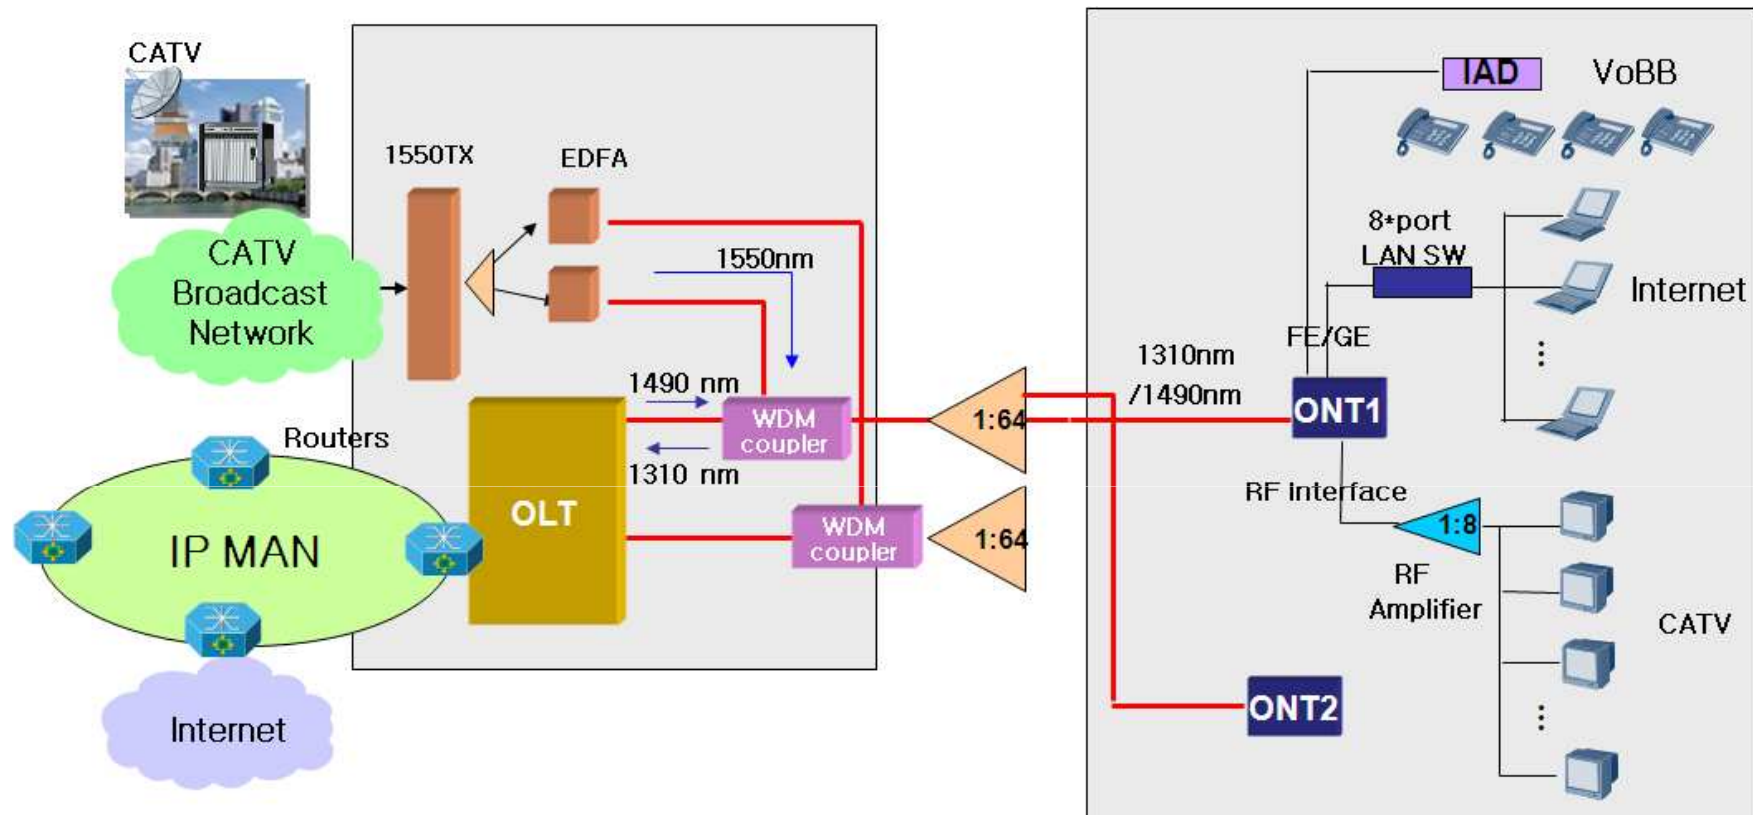 CATV
CATV
Broadcast
Network
Routers
IP MAN
Internet
1550TX
EDFA
1550nm
1490 nm
1310 nm
OLT
WDM
coupler
WDM
coupler
1:64
1:64
1310nm
/1490nm
IAD
VoBB
8*port
LAN SW
Internet
FE/GE
ONT1
RF Interface
1:8
RF
Amplifier
CATV
ONT2